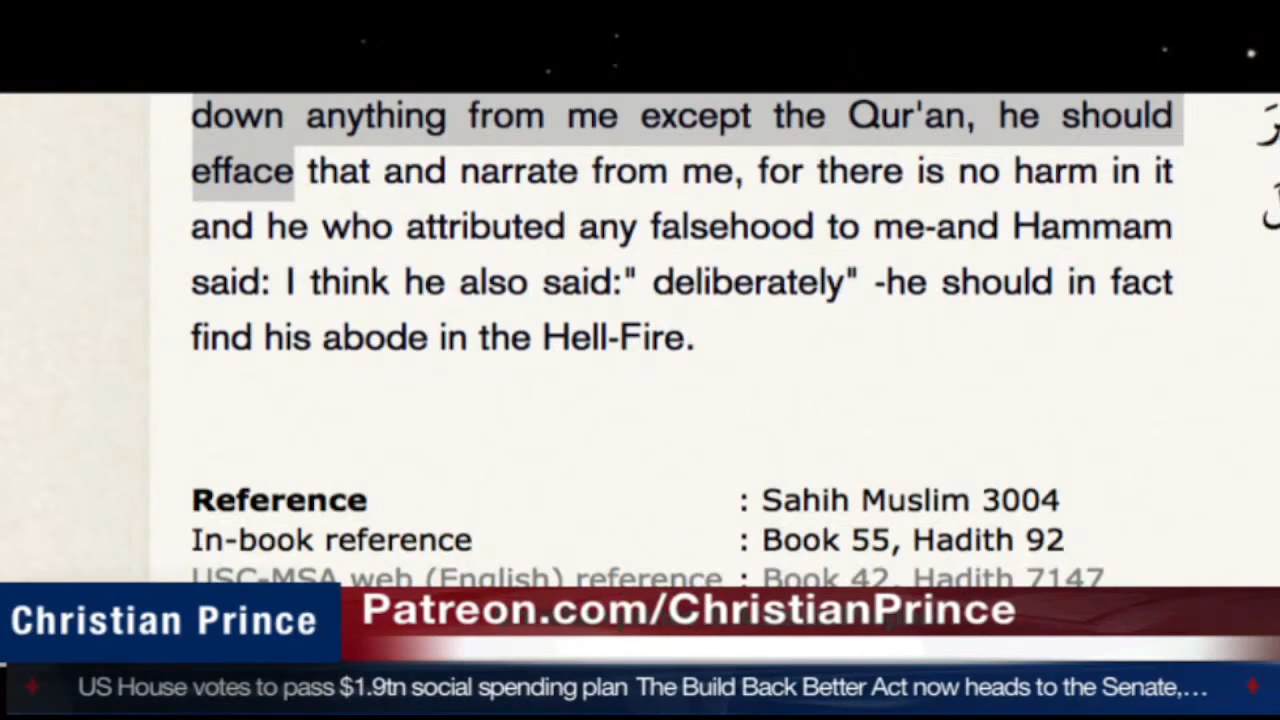 down anything from me except the Qur'an, he should
efface that and narrate from me, for there is no harm in it
and he who attributed any falsehood to me-and Hammam
said: I think he also said:" deliberately" -he should in fact
find his abode in the Hell-Fire.
Reference : Sahih Muslim 3004
In-book reference : Book 55, Hadith 92
USC-MSA web (English) reference : Book 42, Hadith 7147
Christian Prince
Patreon.com/ChristianPrince
US House votes to pass $1.9tn social spending plan The Build Back Better Act now heads to the Senate,...